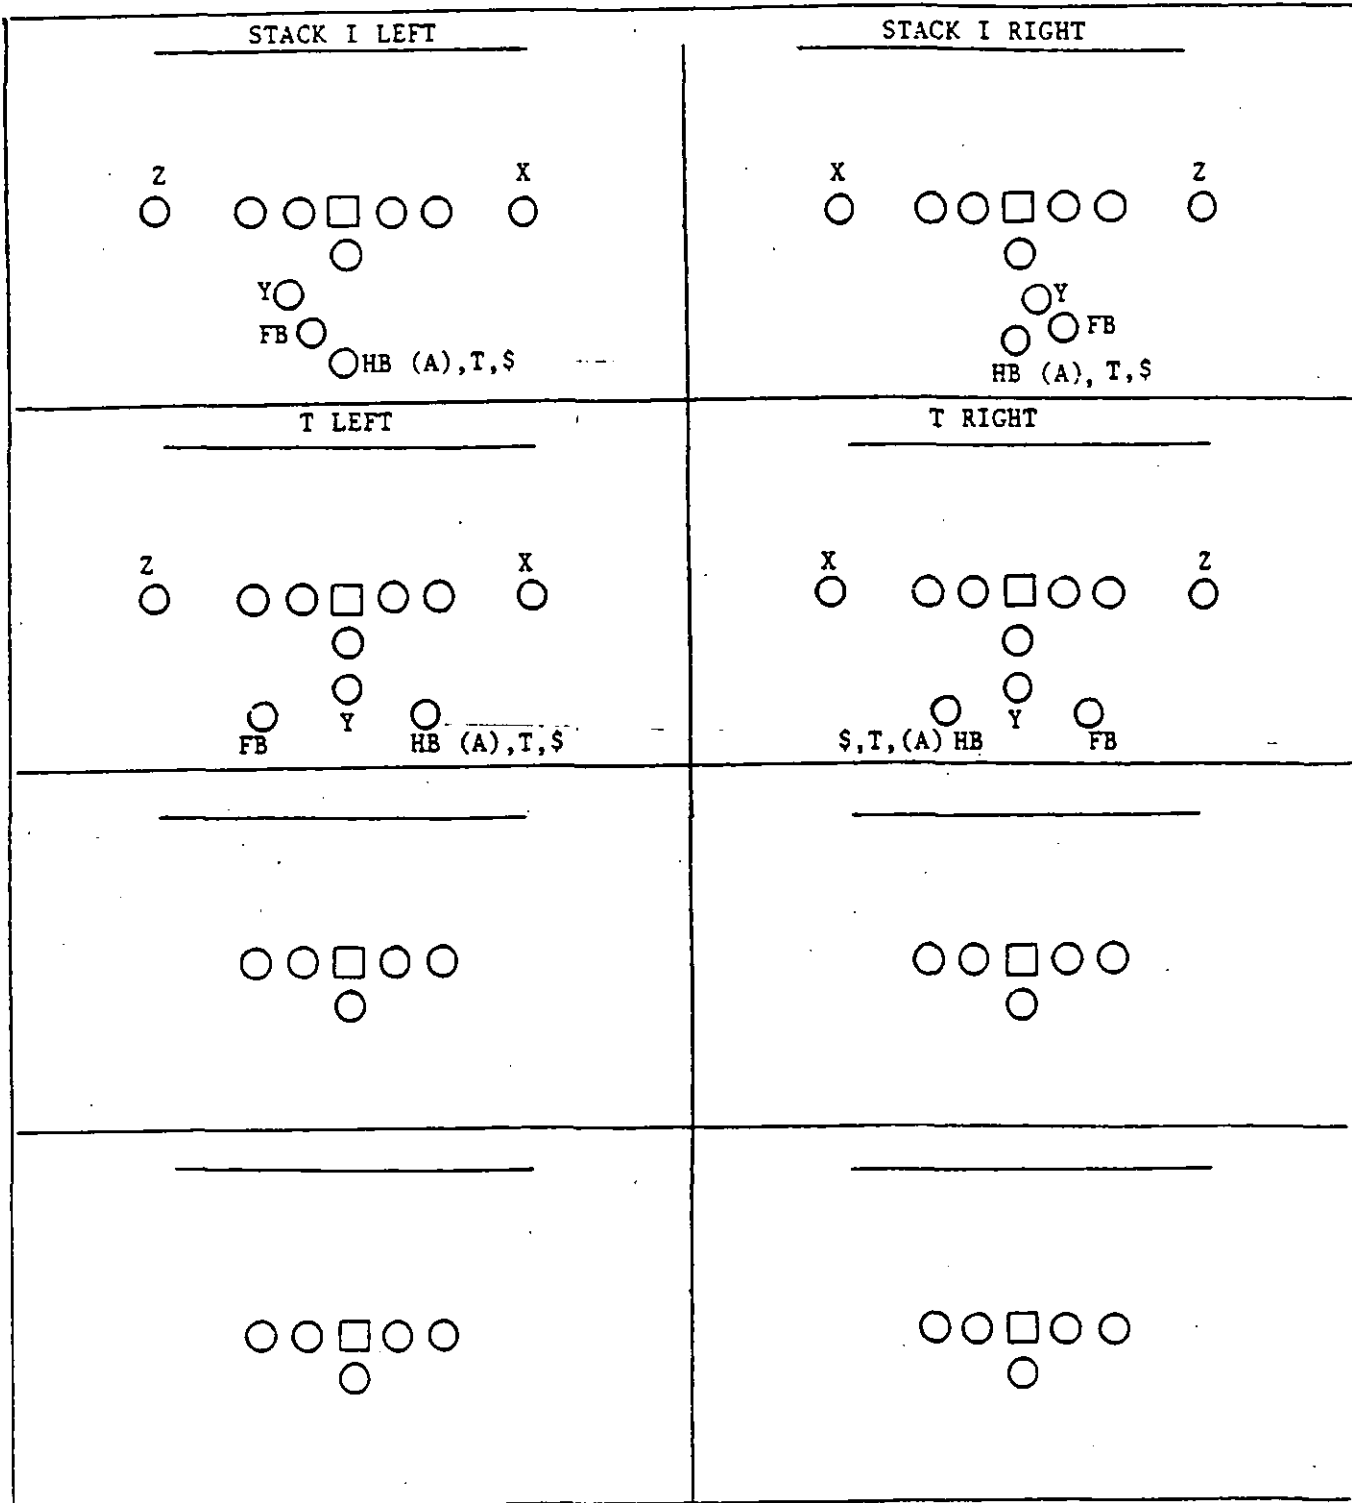 STACK I LEFT
Z X
Y
FB
HB (A),T,$
STACK I RIGHT
X Z
Y
FB
HB (A), T,$
T LEFT
Z X
Y
FB HB (A),T,$
T RIGHT
X Z
Y
$,T,(A) HB FB